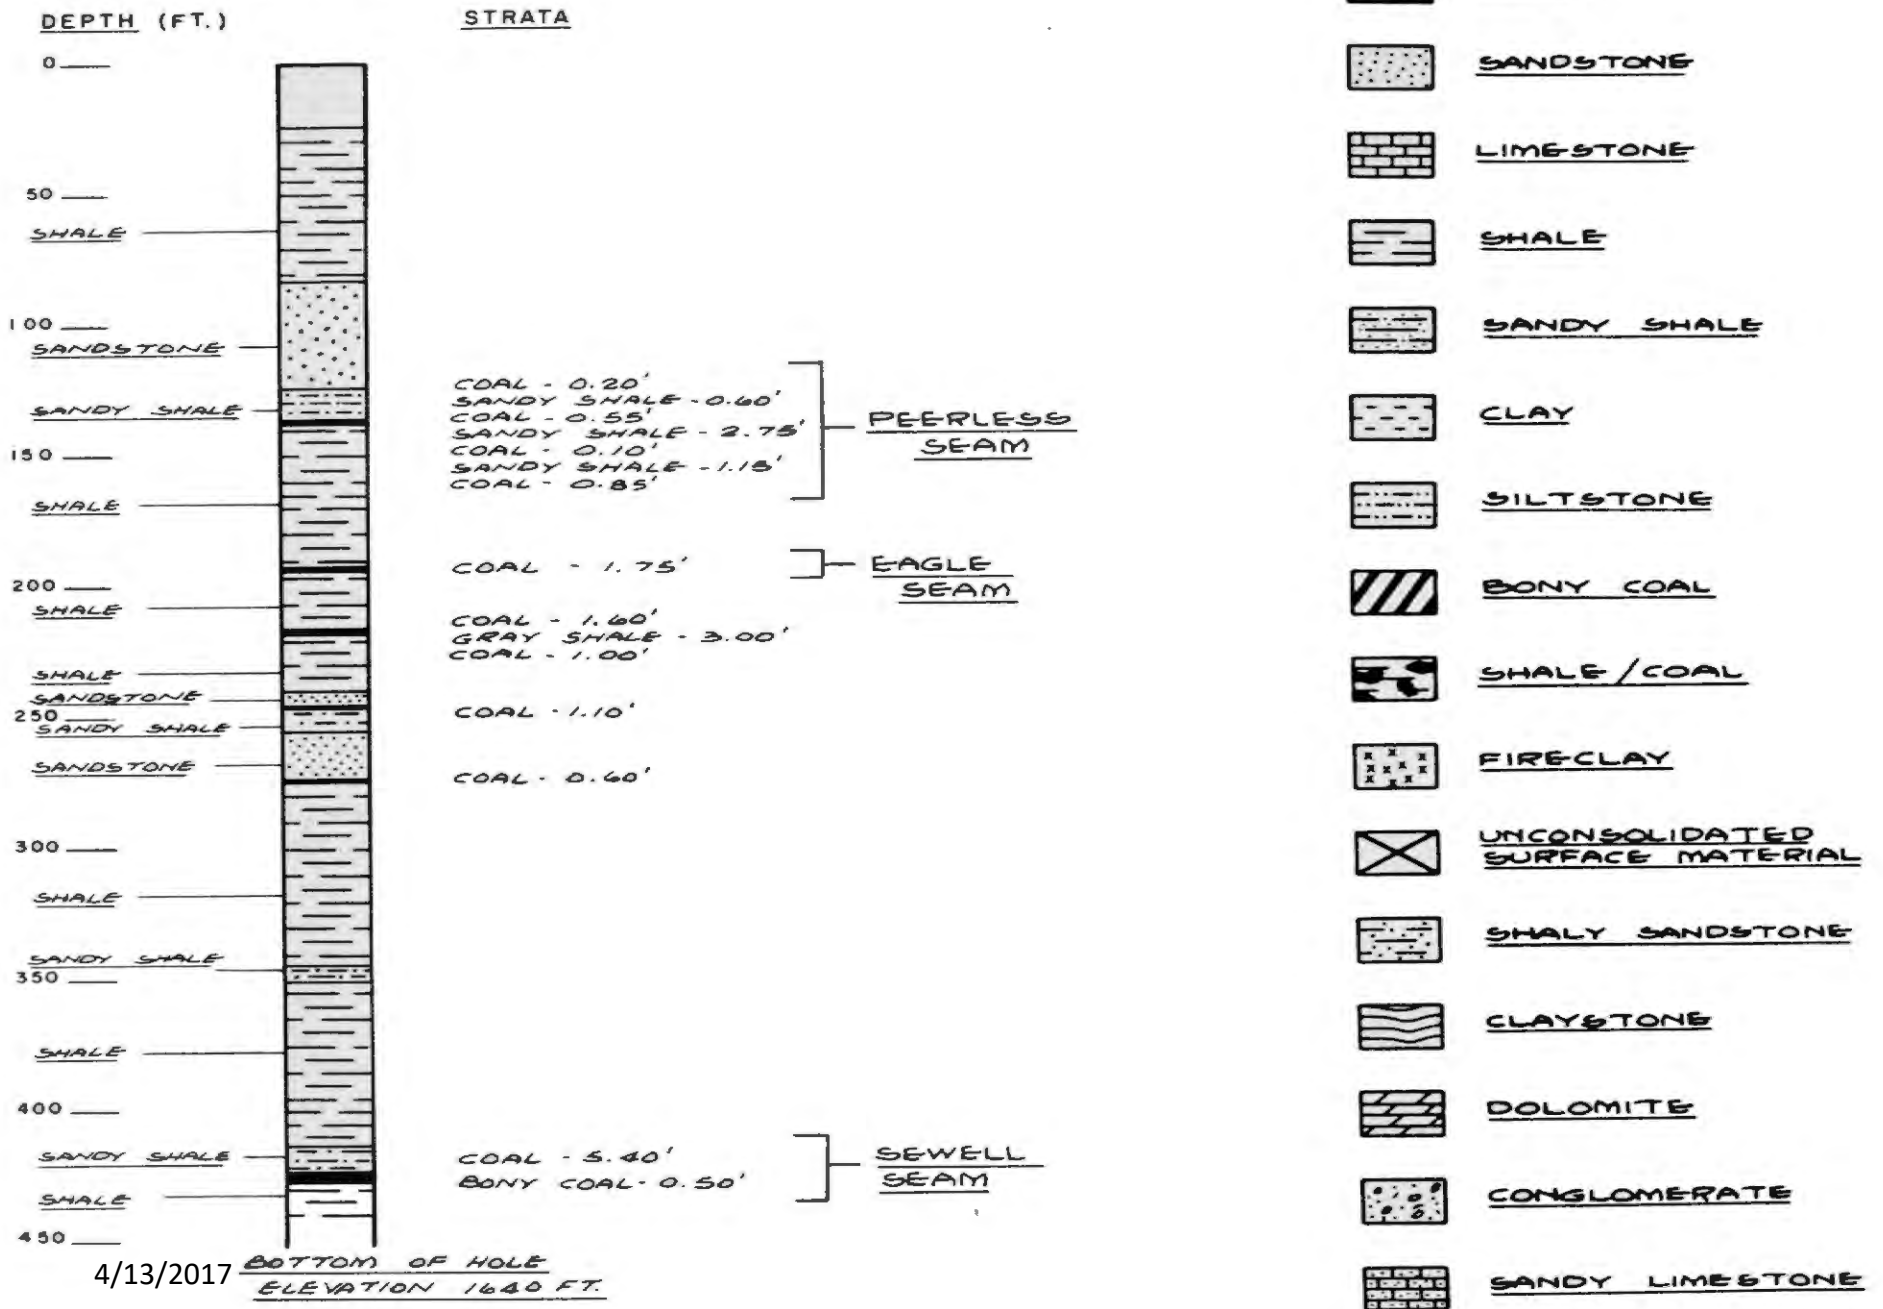 DEPTH (FT.)
STRATA
0
50
SHALE
100
SANDSTONE
SANDY SHALE
150
SHALE
200
SHALE
SHALE
SANDSTONE
250
SANDY SHALE
SANDSTONE
300
SHALE
SANDY SHALE
350
SHALE
400
SANDY SHALE
SHALE
450
COAL - 0.20'
SANDY SHALE - 0.60'
COAL - 0.55'
SANDY SHALE - 2.75'
COAL - 0.10'
SANDY SHALE - 1.15'
COAL - 0.85'
PEERLESS
SEAM
COAL - 1.75'
EAGLE
SEAM
COAL - 1.60'
GRAY SHALE - 3.00'
COAL - 1.00'
COAL - 1.10'
COAL - 0.60'
COAL - 5.40'
BONY COAL - 0.50'
SEWELL
SEAM
4/13/2017
BOTTOM OF HOLE
ELEVATION 1640 FT.
SANDSTONE
LIMESTONE
SHALE
SANDY SHALE
CLAY
SILTSTONE
BONY COAL
SHALE / COAL
FIRECLAY
UNCONSOLIDATED
SURFACE MATERIAL
SHALY SANDSTONE
CLAYSTONE
DOLOMITE
CONGLOMERATE
SANDY LIMESTONE